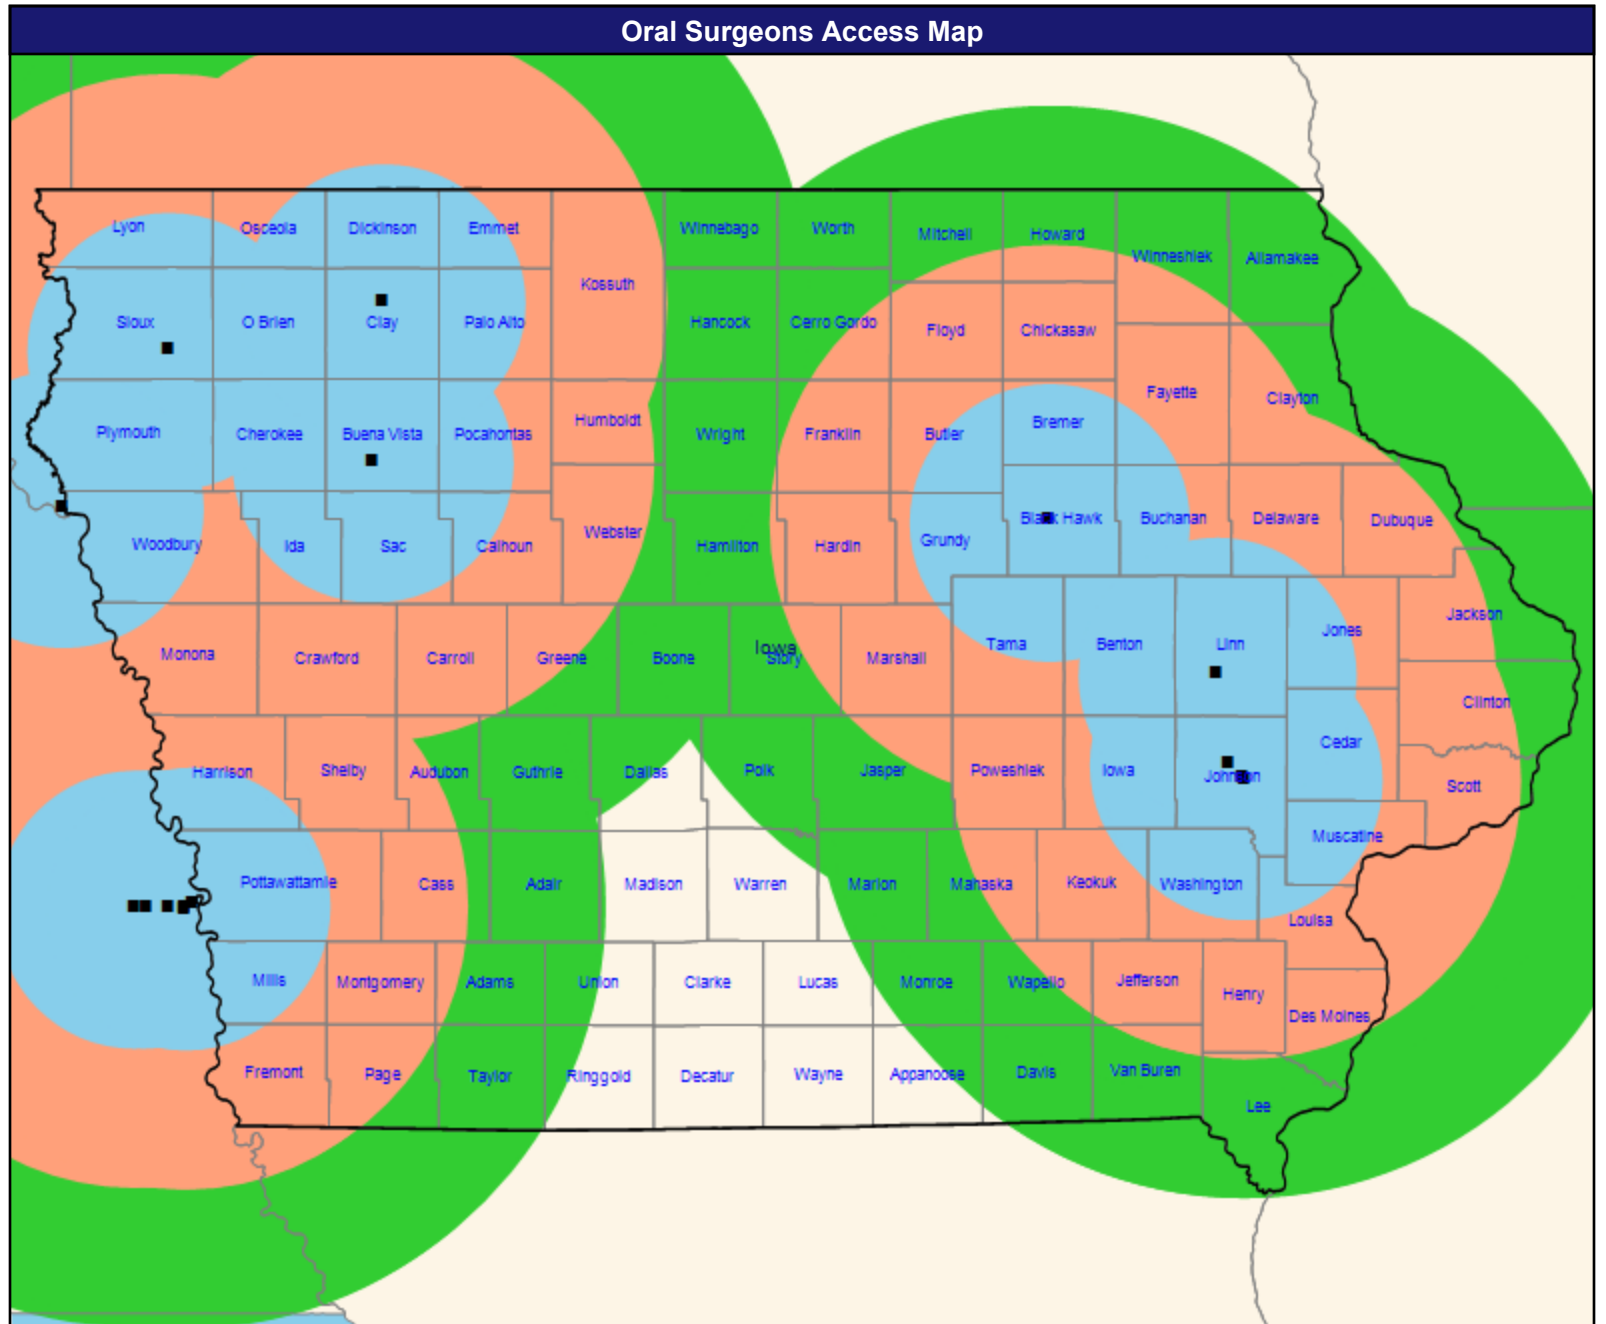 Oral Surgeons Access Map
Lyon
Osceola
Dickinson
Emmet
Winnebago
Worth
Mitchell
Howard
Winneshiek
Allamakee
Kossuth
Sioux
O Brien
Clay
Palo Alto
Hancock
Cerro Gordo
Floyd
Chickasaw
Fayette
Clayton
Plymouth
Cherokee
Buena Vista
Pocahontas
Humboldt
Wright
Franklin
Butler
Bremer
Woodbury
Ida
Sac
Calhoun
Webster
Hamilton
Hardin
Grundy
Black Hawk
Buchanan
Delaware
Dubuque
Monona
Crawford
Carroll
Greene
Boone
Iowa
Story
Marshall
Tama
Benton
Linn
Jones
Jackson
Clinton
Harrison
Shelby
Audubon
Guthrie
Dallas
Polk
Jasper
Poweshiek
Iowa
Johnson
Cedar
Scott
Muscatine
Pottawattamie
Cass
Adair
Madison
Warren
Marion
Mahaska
Keokuk
Washington
Louisa
Mills
Montgomery
Adams
Union
Clarke
Lucas
Monroe
Wapello
Jefferson
Henry
Des Moines
Fremont
Page
Taylor
Ringgold
Decatur
Wayne
Appanoose
Davis
Van Buren
Lee